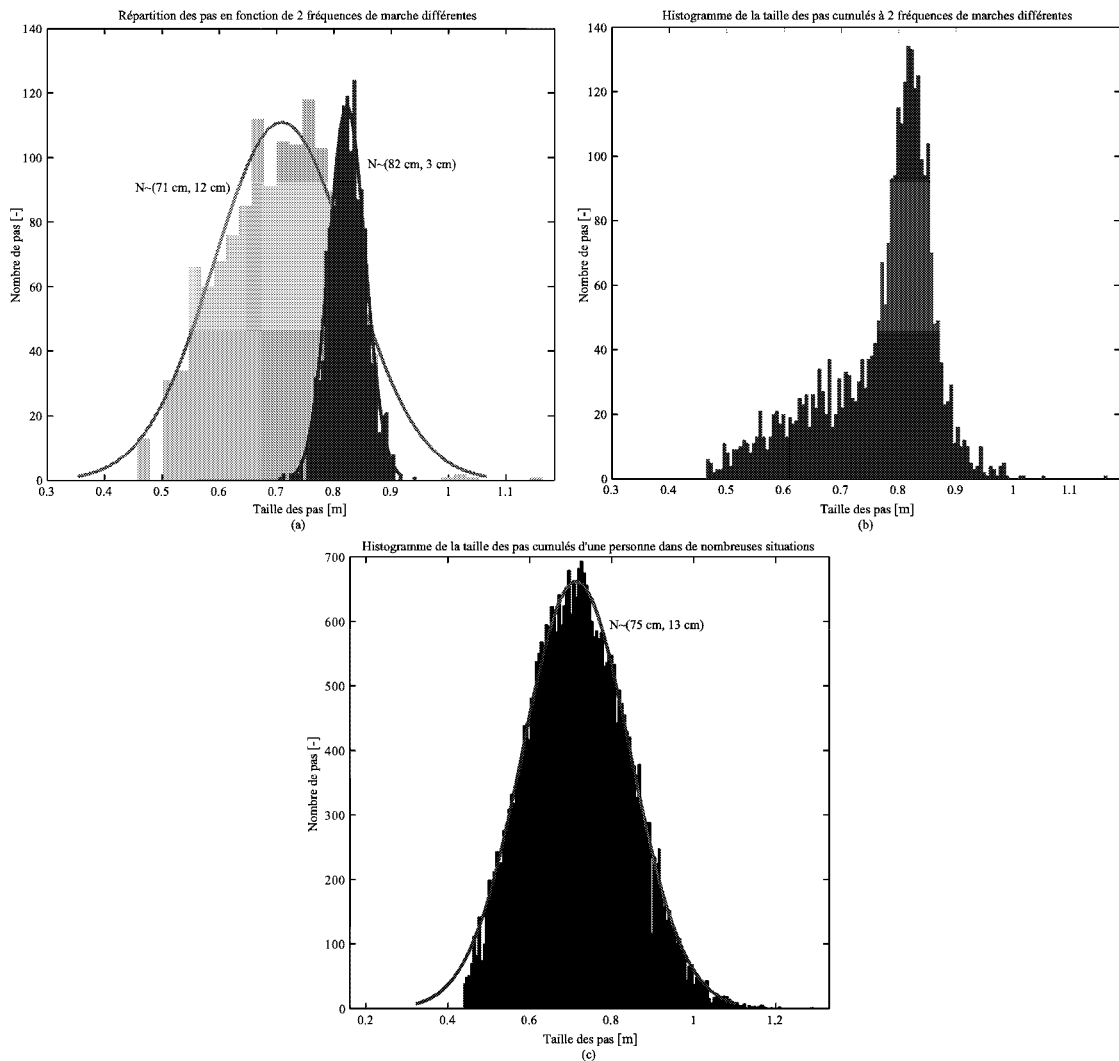 Répartition des pas en fonction de 2 fréquences de marche différentes
140
120
100
80
60
40
20
0
Nombre de pas [-]
N~(71 cm, 12 cm)
N~(82 cm, 3 cm)
0.3 0.4 0.5 0.6 0.7 0.8 0.9 1 1.1
Taille des pas [m]
(a)
Histogramme de la taille des pas cumulés à 2 fréquences de marches différentes
140
120
100
80
60
40
20
0
Nombre de pas [-]
0.3 0.4 0.5 0.6 0.7 0.8 0.9 1 1.1
Taille des pas [m]
(b)
Histogramme de la taille des pas cumulés d'une personne dans de nombreuses situations
700
600
500
400
300
200
100
0
Nombre de pas [-]
N~(75 cm, 13 cm)
0.2 0.4 0.6 0.8 1 1.2
Taille des pas [m]
(c)